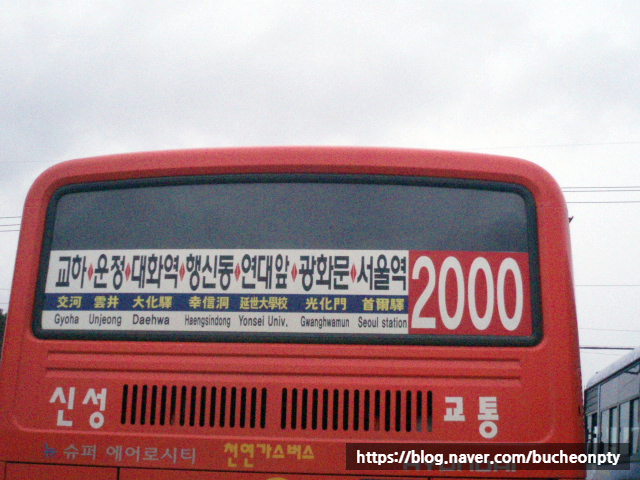 교하•운정•대화역•행신동•연대앞•광화문•서울역 2000
交河 雲井 大化驛 幸信洞 延世大學校 光化門 首爾驛
Gyoha Unjeong Daehwa Haengsindong Yonsei Univ. Gwanghwamun Seoul station
신성 교통
뉴 슈퍼 에어로시티 천연가스버스
HYUNDAI
https://blog.naver.com/bucheonpty